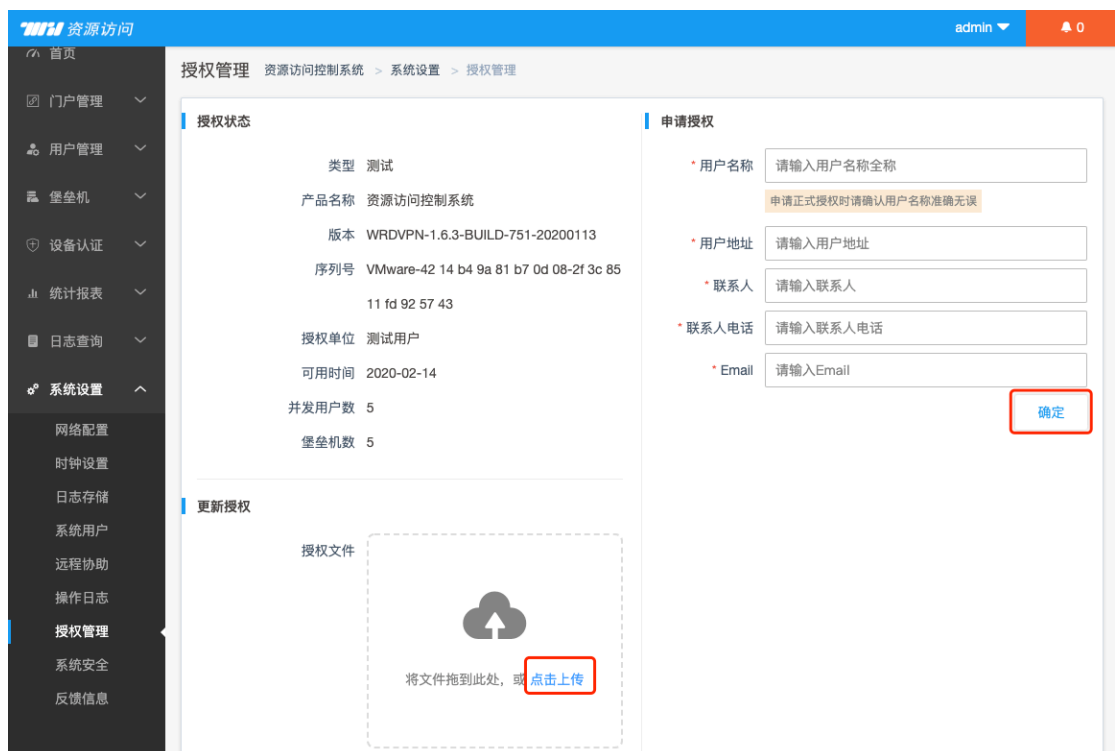 资源访问
admin
0
首页
门户管理
用户管理
堡垒机
设备认证
统计报表
日志查询
系统设置
网络配置
时钟设置
日志存储
系统用户
远程协助
操作日志
授权管理
系统安全
反馈信息
授权管理 资源访问控制系统 > 系统设置 > 授权管理
授权状态
类型 测试
产品名称 资源访问控制系统
版本 WRDVPN-1.6.3-BUILD-751-20200113
序列号 VMware-42 14 b4 9a 81 b7 0d 08-2f 3c 85
11 fd 92 57 43
授权单位 测试用户
可用时间 2020-02-14
并发用户数 5
堡垒机数 5
更新授权
授权文件
将文件拖到此处，或 点击上传
申请授权
* 用户名称 请输入用户名称全称
申请正式授权时请确认用户名称准确无误
* 用户地址 请输入用户地址
* 联系人 请输入联系人
* 联系人电话 请输入联系人电话
* Email 请输入Email
确定